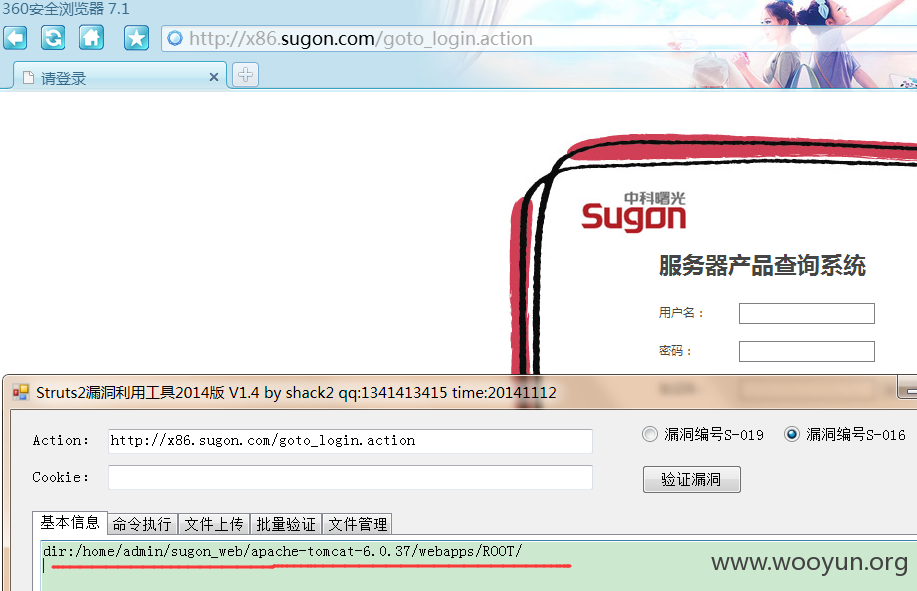 360安全浏览器 7.1
http://x86.sugon.com/goto_login.action
请登录
中科曙光
Sugon
服务器产品查询系统
用户名：
密码：
Struts2漏洞利用工具2014版 V1.4 by shack2 qq:1341413415 time:20141112
Action: http://x86.sugon.com/goto_login.action
漏洞编号S-019 漏洞编号S-016
Cookie:
验证漏洞
基本信息 命令执行 文件上传 批量验证 文件管理
dir:/home/admin/sugon_web/apache-tomcat-6.0.37/webapps/ROOT/
www.wooyun.org